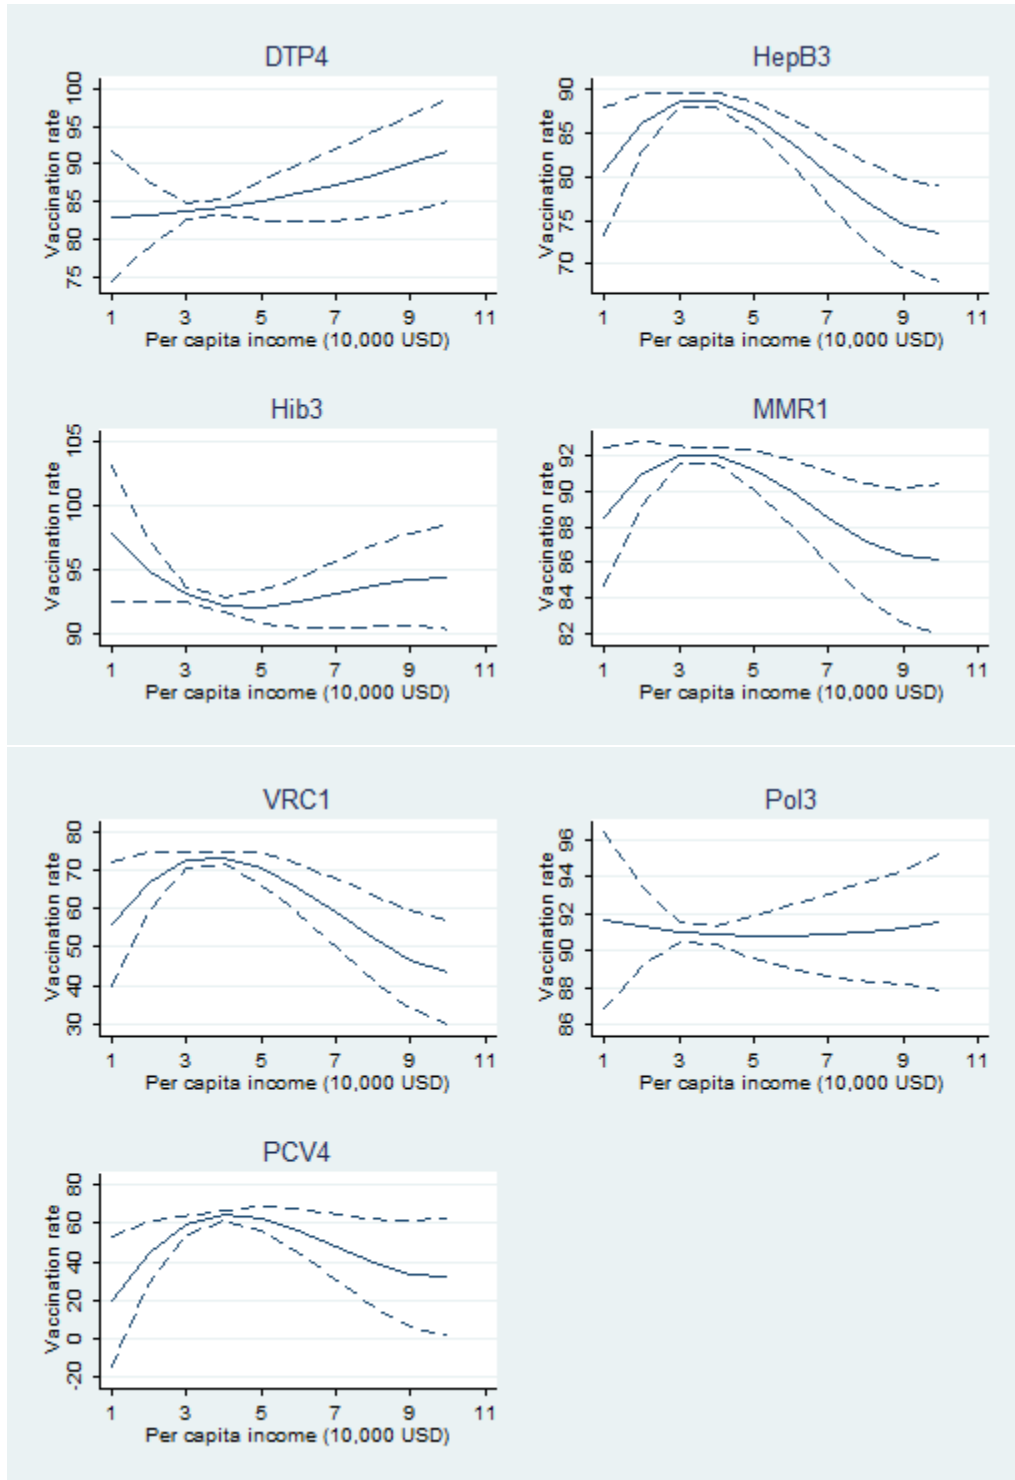 DTP4
HepB3
Vaccination rate
100
95
90
85
80
75
1 3 5 7 9 11
Per capita income (10,000 USD)
Vaccination rate
90
85
80
75
70
1 3 5 7 9 11
Per capita income (10,000 USD)
Hib3
MMR1
Vaccination rate
105
100
95
90
1 3 5 7 9 11
Per capita income (10,000 USD)
Vaccination rate
92
90
88
86
84
82
1 3 5 7 9 11
Per capita income (10,000 USD)
VRC1
Pol3
Vaccination rate
80
70
60
50
40
30
1 3 5 7 9 11
Per capita income (10,000 USD)
Vaccination rate
96
94
92
90
88
86
1 3 5 7 9 11
Per capita income (10,000 USD)
PCV4
Vaccination rate
80
60
40
20
0
-20
1 3 5 7 9 11
Per capita income (10,000 USD)